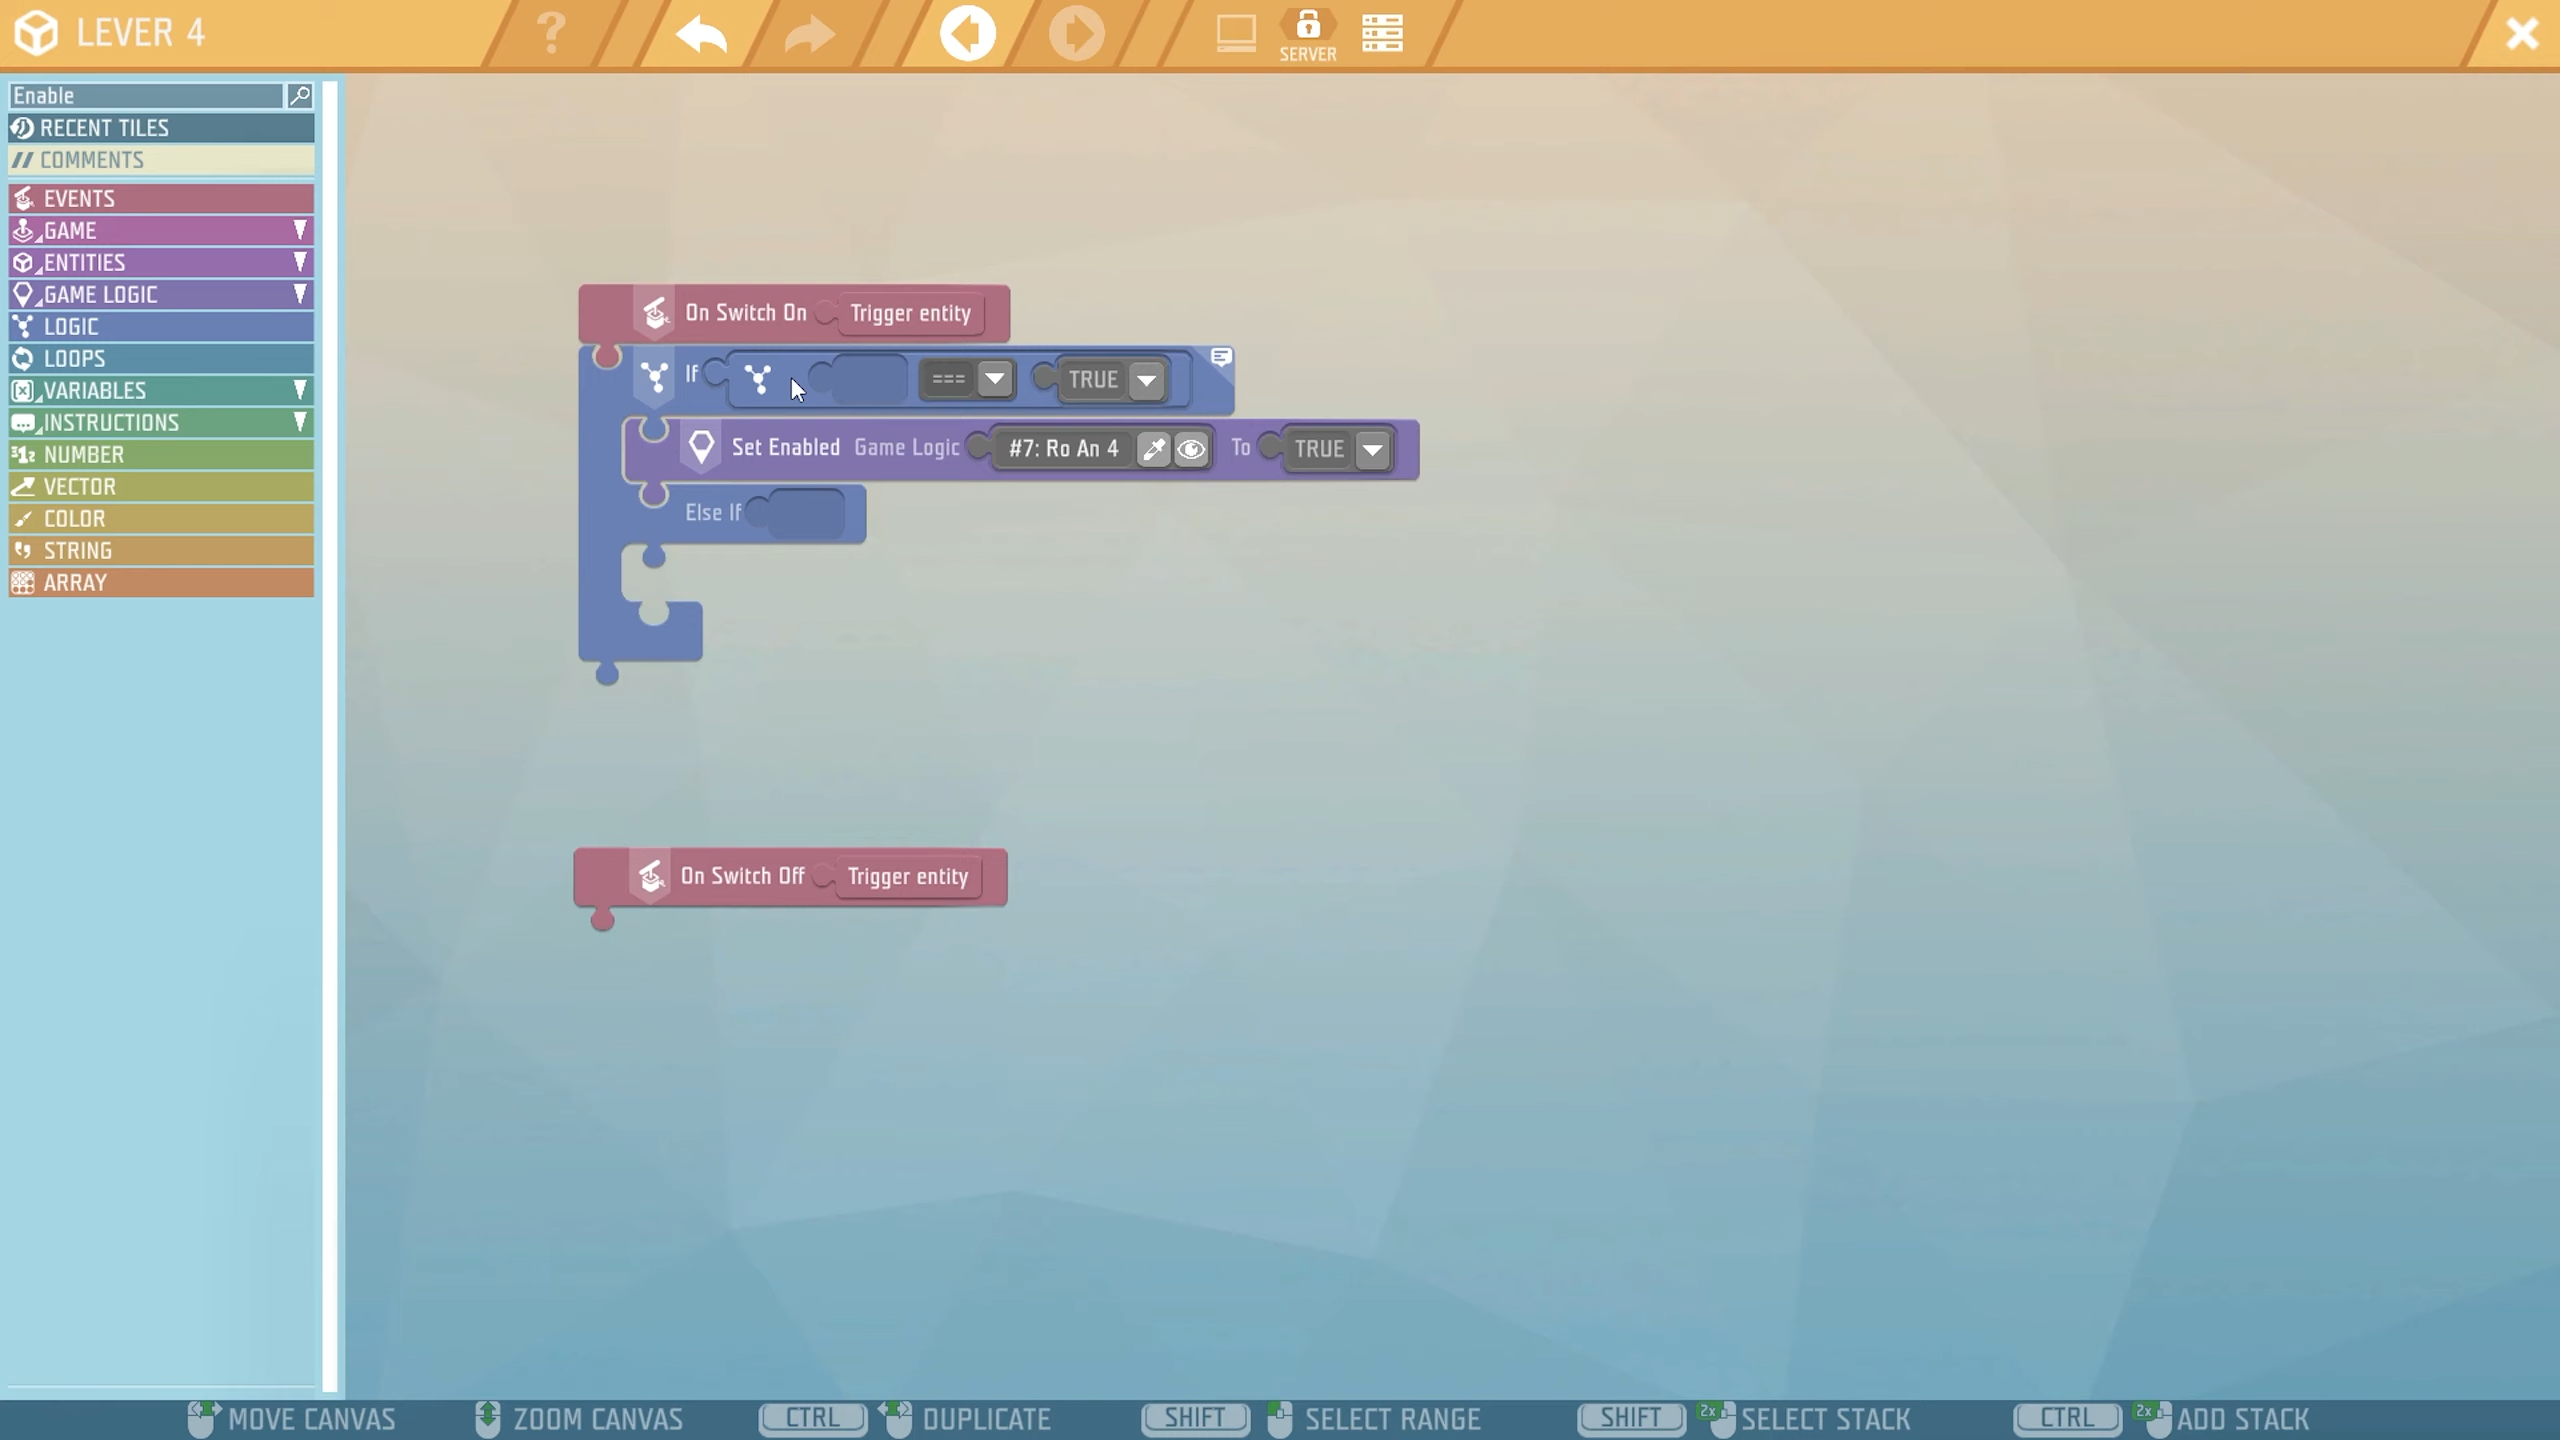 LEVER 4
?
SERVER
Enable
RECENT TILES
// COMMENTS
EVENTS
GAME
ENTITIES
GAME LOGIC
LOGIC
LOOPS
VARIABLES
INSTRUCTIONS
NUMBER
VECTOR
COLOR
STRING
ARRAY
On Switch On Trigger entity
If === TRUE
Set Enabled Game Logic #7: Ro An 4 To TRUE
Else If
On Switch Off Trigger entity
MOVE CANVAS ZOOM CANVAS CTRL DUPLICATE SHIFT SELECT RANGE SHIFT 2x SELECT STACK CTRL 2x ADD STACK